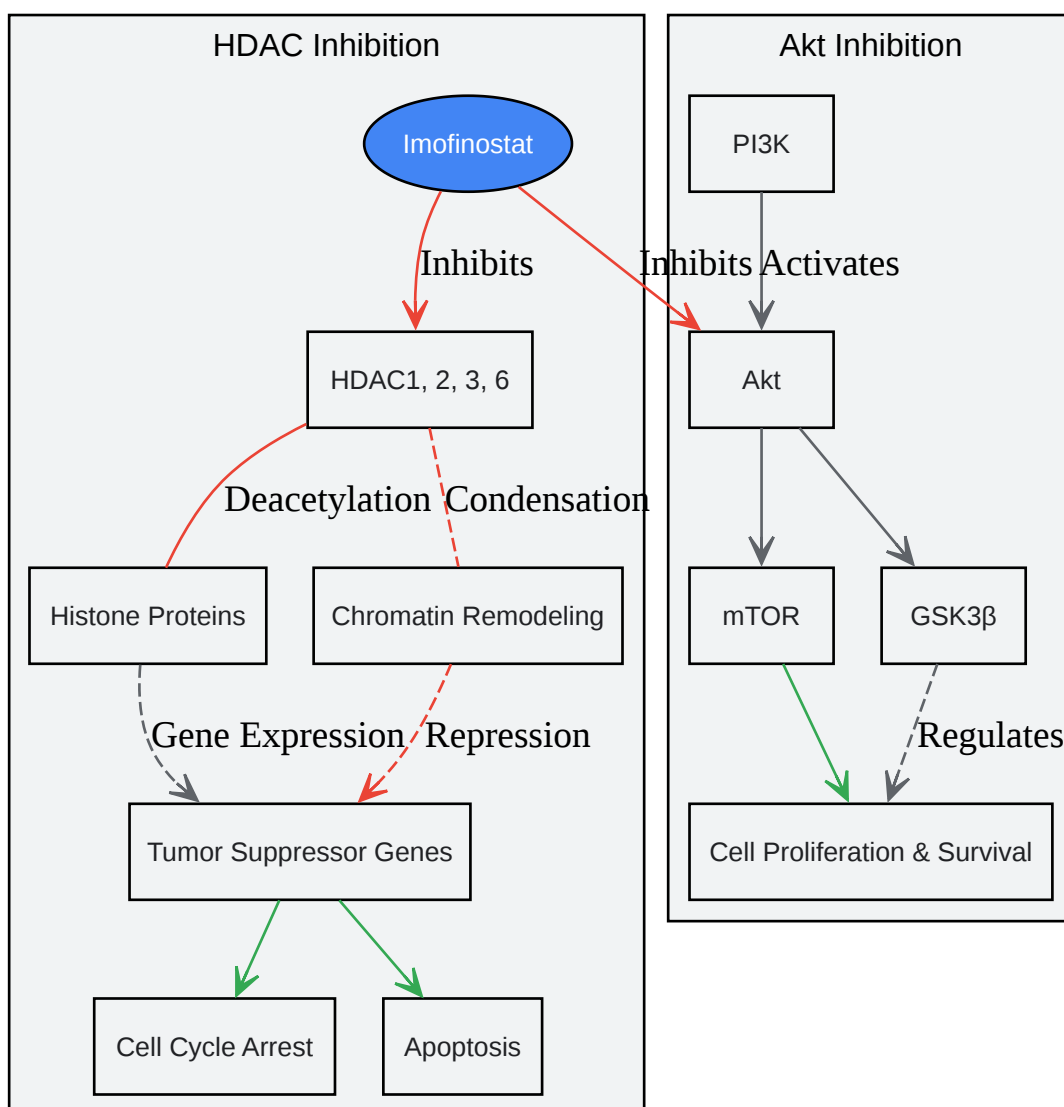 HDAC Inhibition
Akt Inhibition
Imofinostat
PI3K
Inhibits
Inhibits
Activates
HDAC1, 2, 3, 6
Akt
Deacetylation
Condensation
Histone Proteins
Chromatin Remodeling
mTOR
GSK3β
Gene Expression
Repression
Regulates
Tumor Suppressor Genes
Cell Proliferation & Survival
Cell Cycle Arrest
Apoptosis